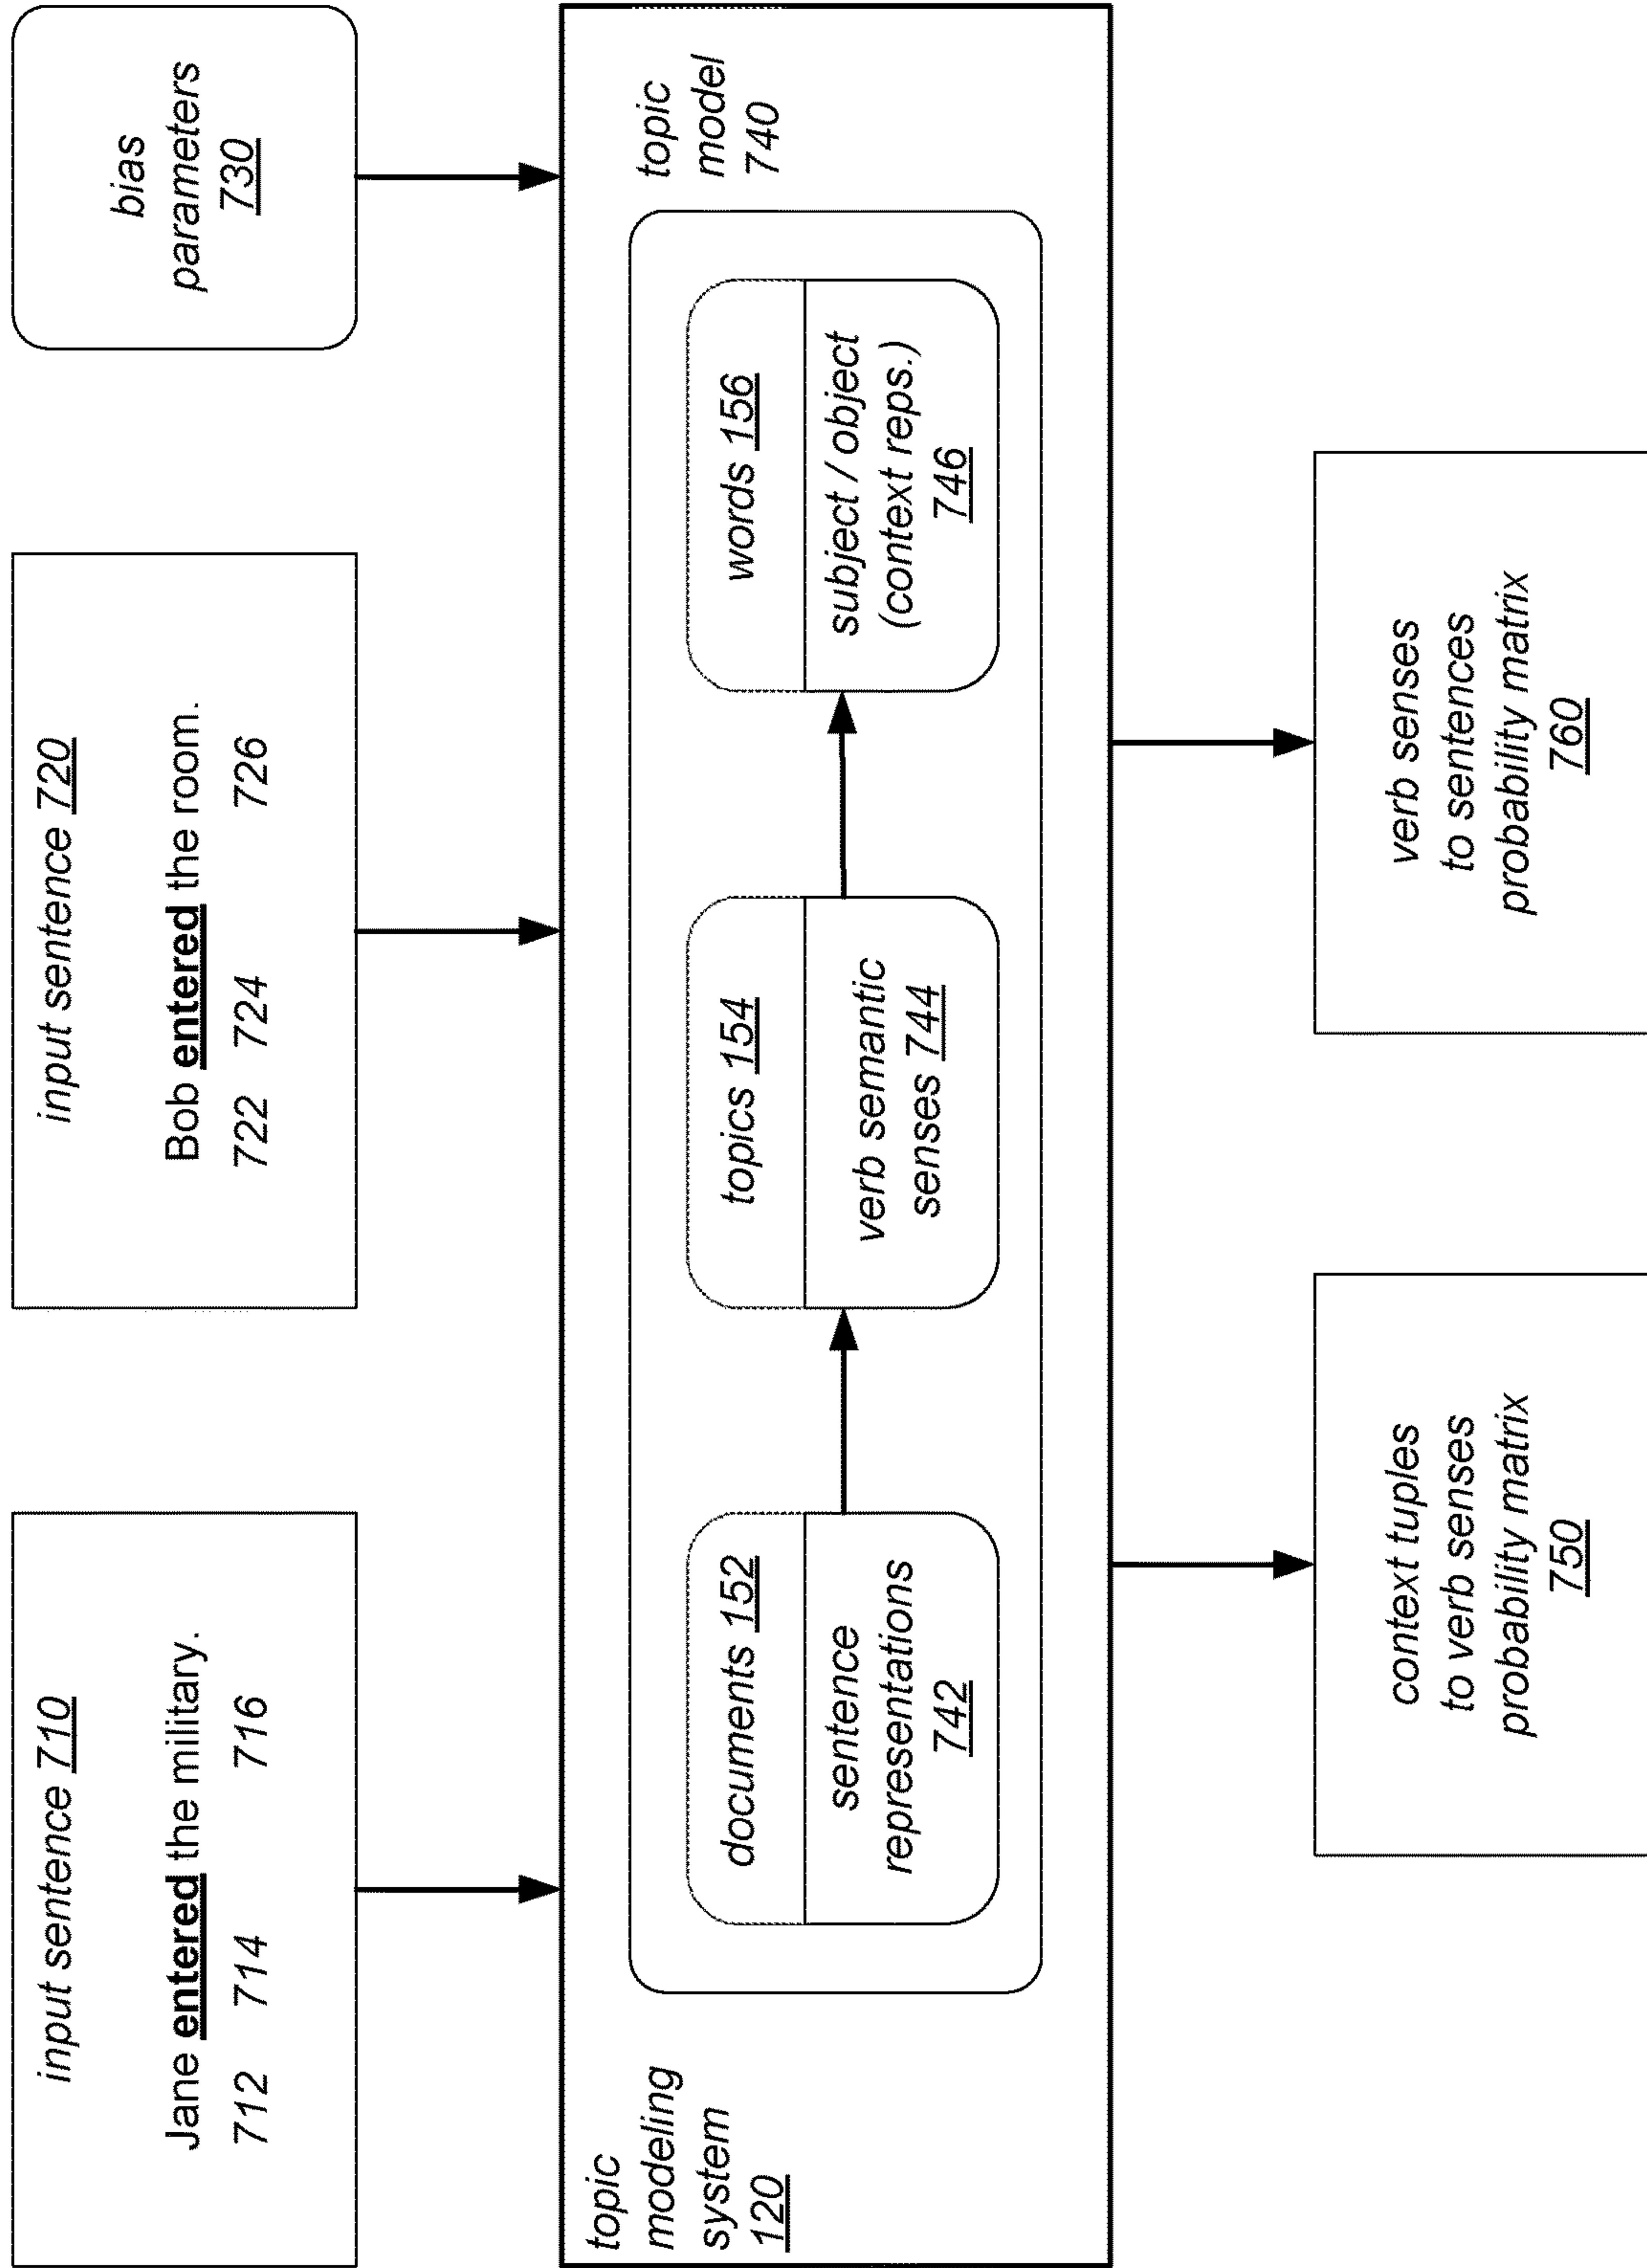 input sentence 710
Jane entered the military.
712 714 716
input sentence 720
Bob entered the room.
722 724 726
bias
parameters
730
topic
modeling
system
120
documents 152
sentence
representations
742
topics 154
verb semantic
senses 744
words 156
subject / object
(context reps.)
746
topic
model
740
context tuples
to verb senses
probability matrix
750
verb senses
to sentences
probability matrix
760